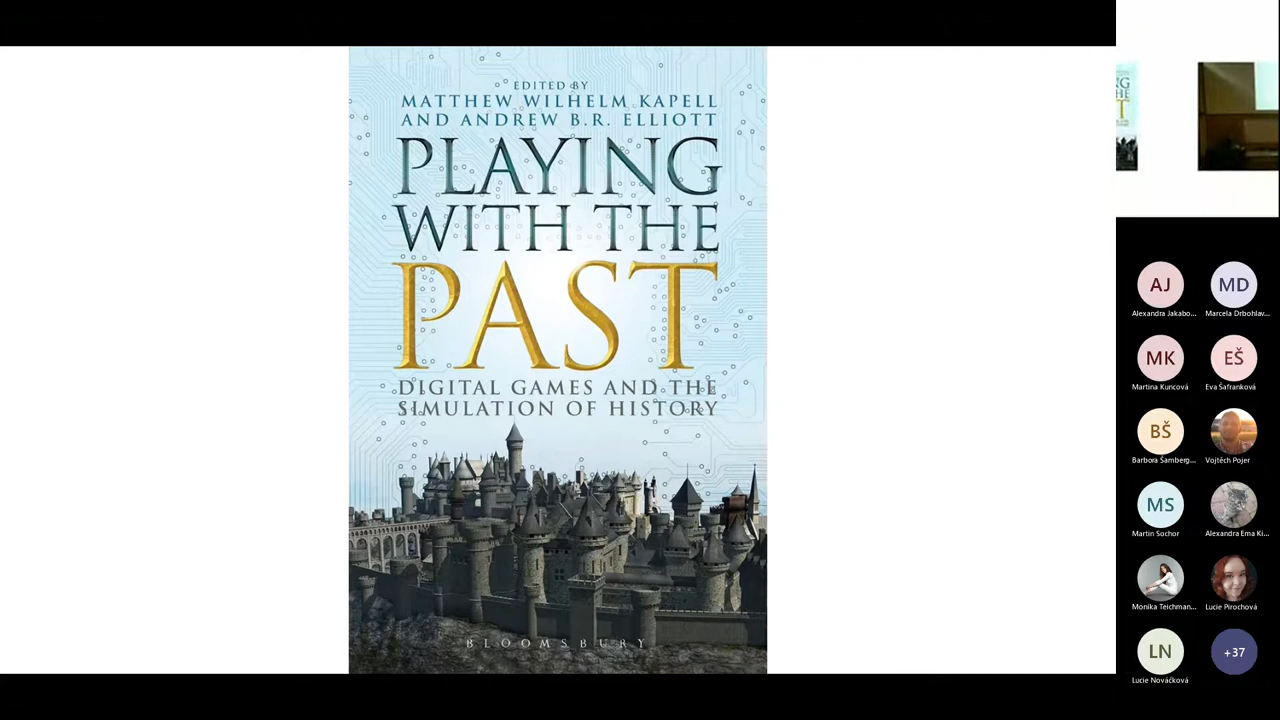 EDITED BY
MATTHEW WILHELM KAPELL
AND ANDREW B.R. ELLIOTT
PLAYING
WITH THE
PAST
DIGITAL GAMES AND THE
SIMULATION OF HISTORY
BLOOMSBURY
AJ
Alexandra Jakabo...
MD
Marcela Drbohlav...
MK
Martina Kuncová
EŠ
Eva Šafranková
BŠ
Barbora Šamberg...
Vojtěch Pojer
MS
Martin Sochor
Alexandra Ema Ki...
Monika Teichman...
Lucie Pirochová
LN
Lucie Nováčková
+37